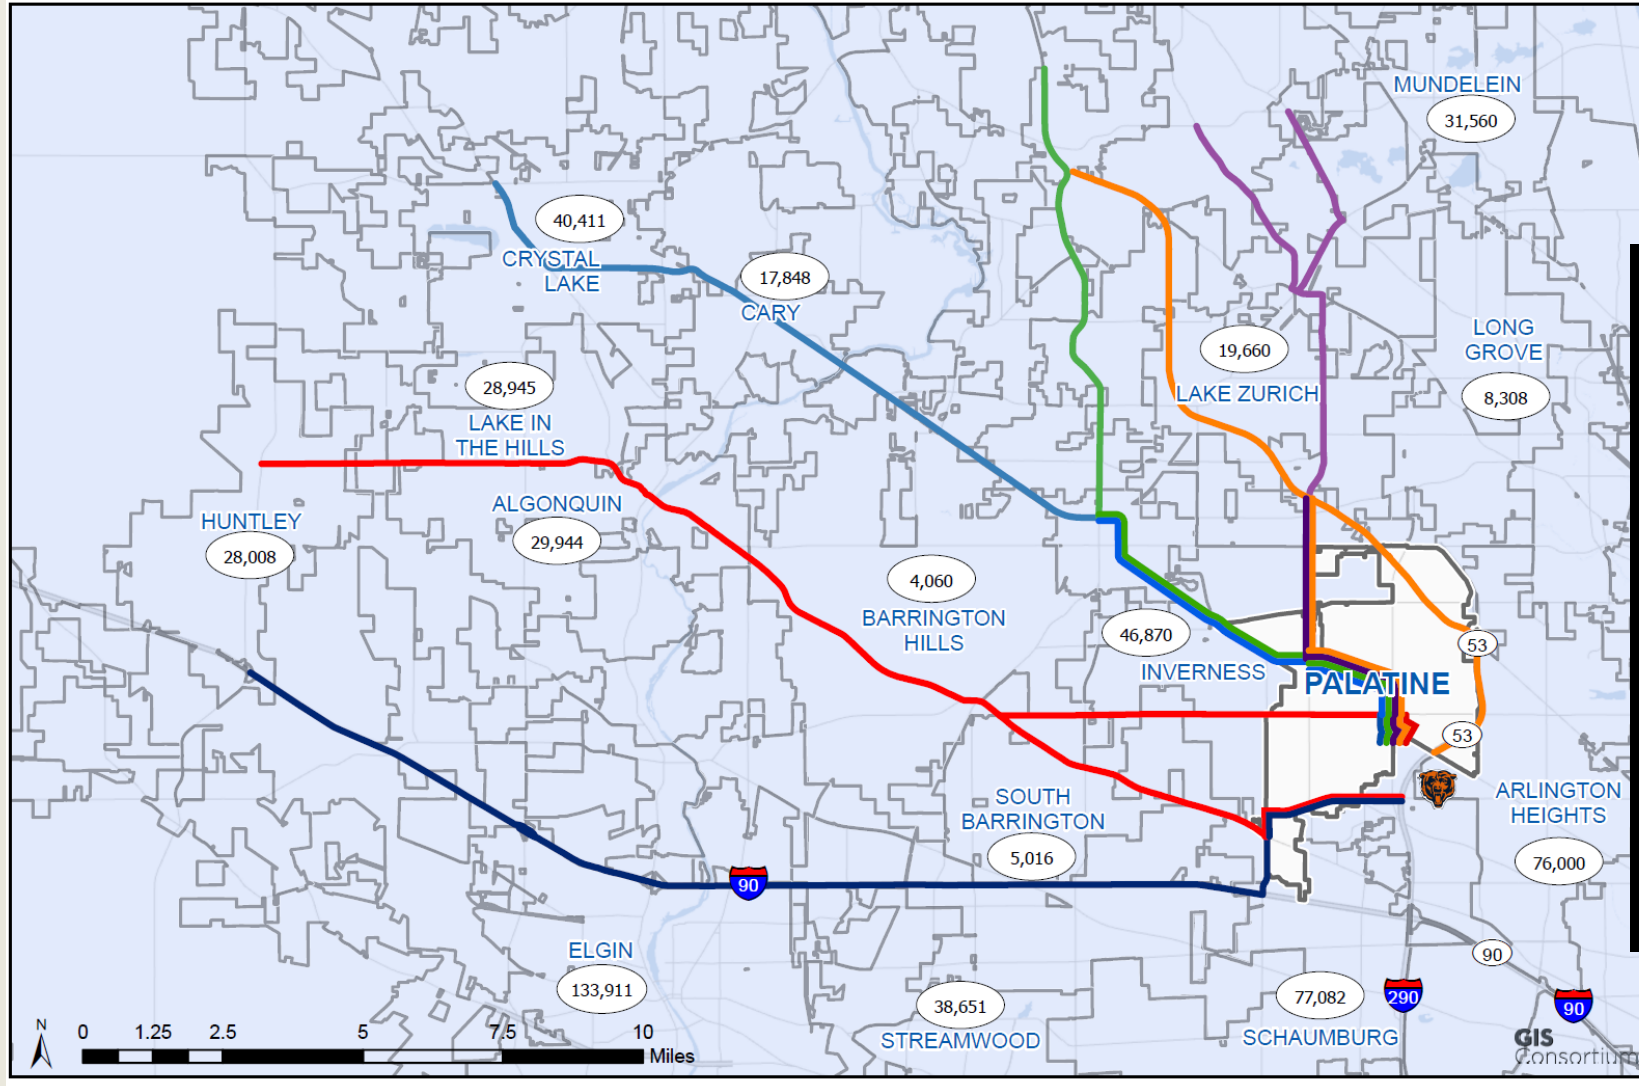 MUNDELEIN
31,560
40,411
CRYSTAL
LAKE
17,848
CARY
LONG
GROVE
8,308
19,660
LAKE ZURICH
28,945
LAKE IN
THE HILLS
ALGONQUIN
29,944
HUNTLEY
28,008
4,060
BARRINGTON
HILLS
46,870
INVERNESS
53
PALATINE
53
SOUTH
BARRINGTON
5,016
ARLINGTON
HEIGHTS
76,000
90
ELGIN
133,911
38,651
STREAMWOOD
77,082
SCHAUMBURG
290
90
90
N
0 1.25 2.5 5 7.5 10
Miles
GIS
Consortium